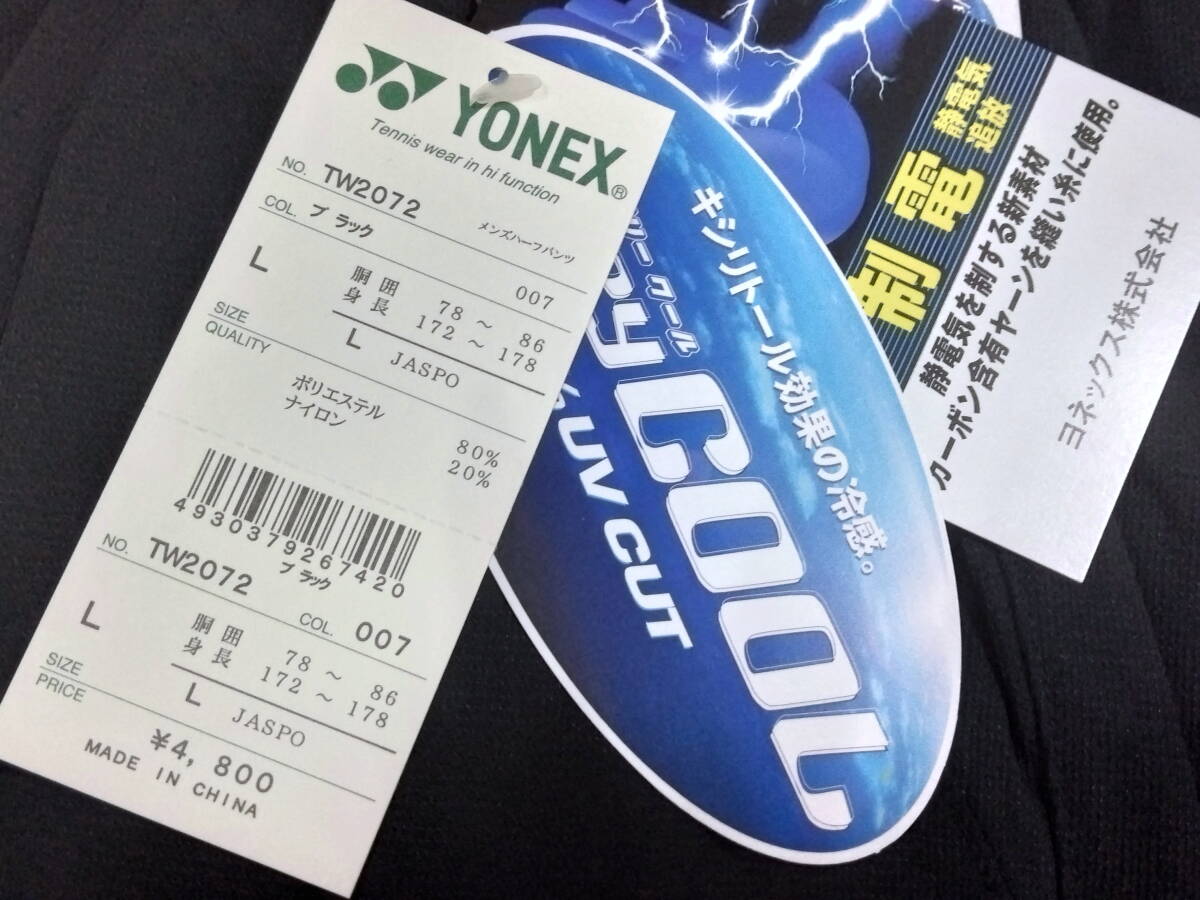 YONEX®
Tennis wear in hi function
NO. TW2072 メンズハーフパンツ
COL. ブラック 007
L 胴囲 78 ~ 86
身長 172 ~ 178
SIZE L JASPO
QUALITY
ポリエステル 80%
ナイロン 20%
4930379267420
ブラック
NO. TW2072 COL. 007
L 胴囲 78 ~ 86
身長 172 ~ 178
SIZE L JASPO
PRICE
¥4,800
MADE IN CHINA
キシリトール効果の冷感。
リークール
ry COOL
UV CUT
静電気
追放
制電
静電気を制する新素材
カーボン含有ヤーンを縫い糸に使用。
ヨネックス株式会社